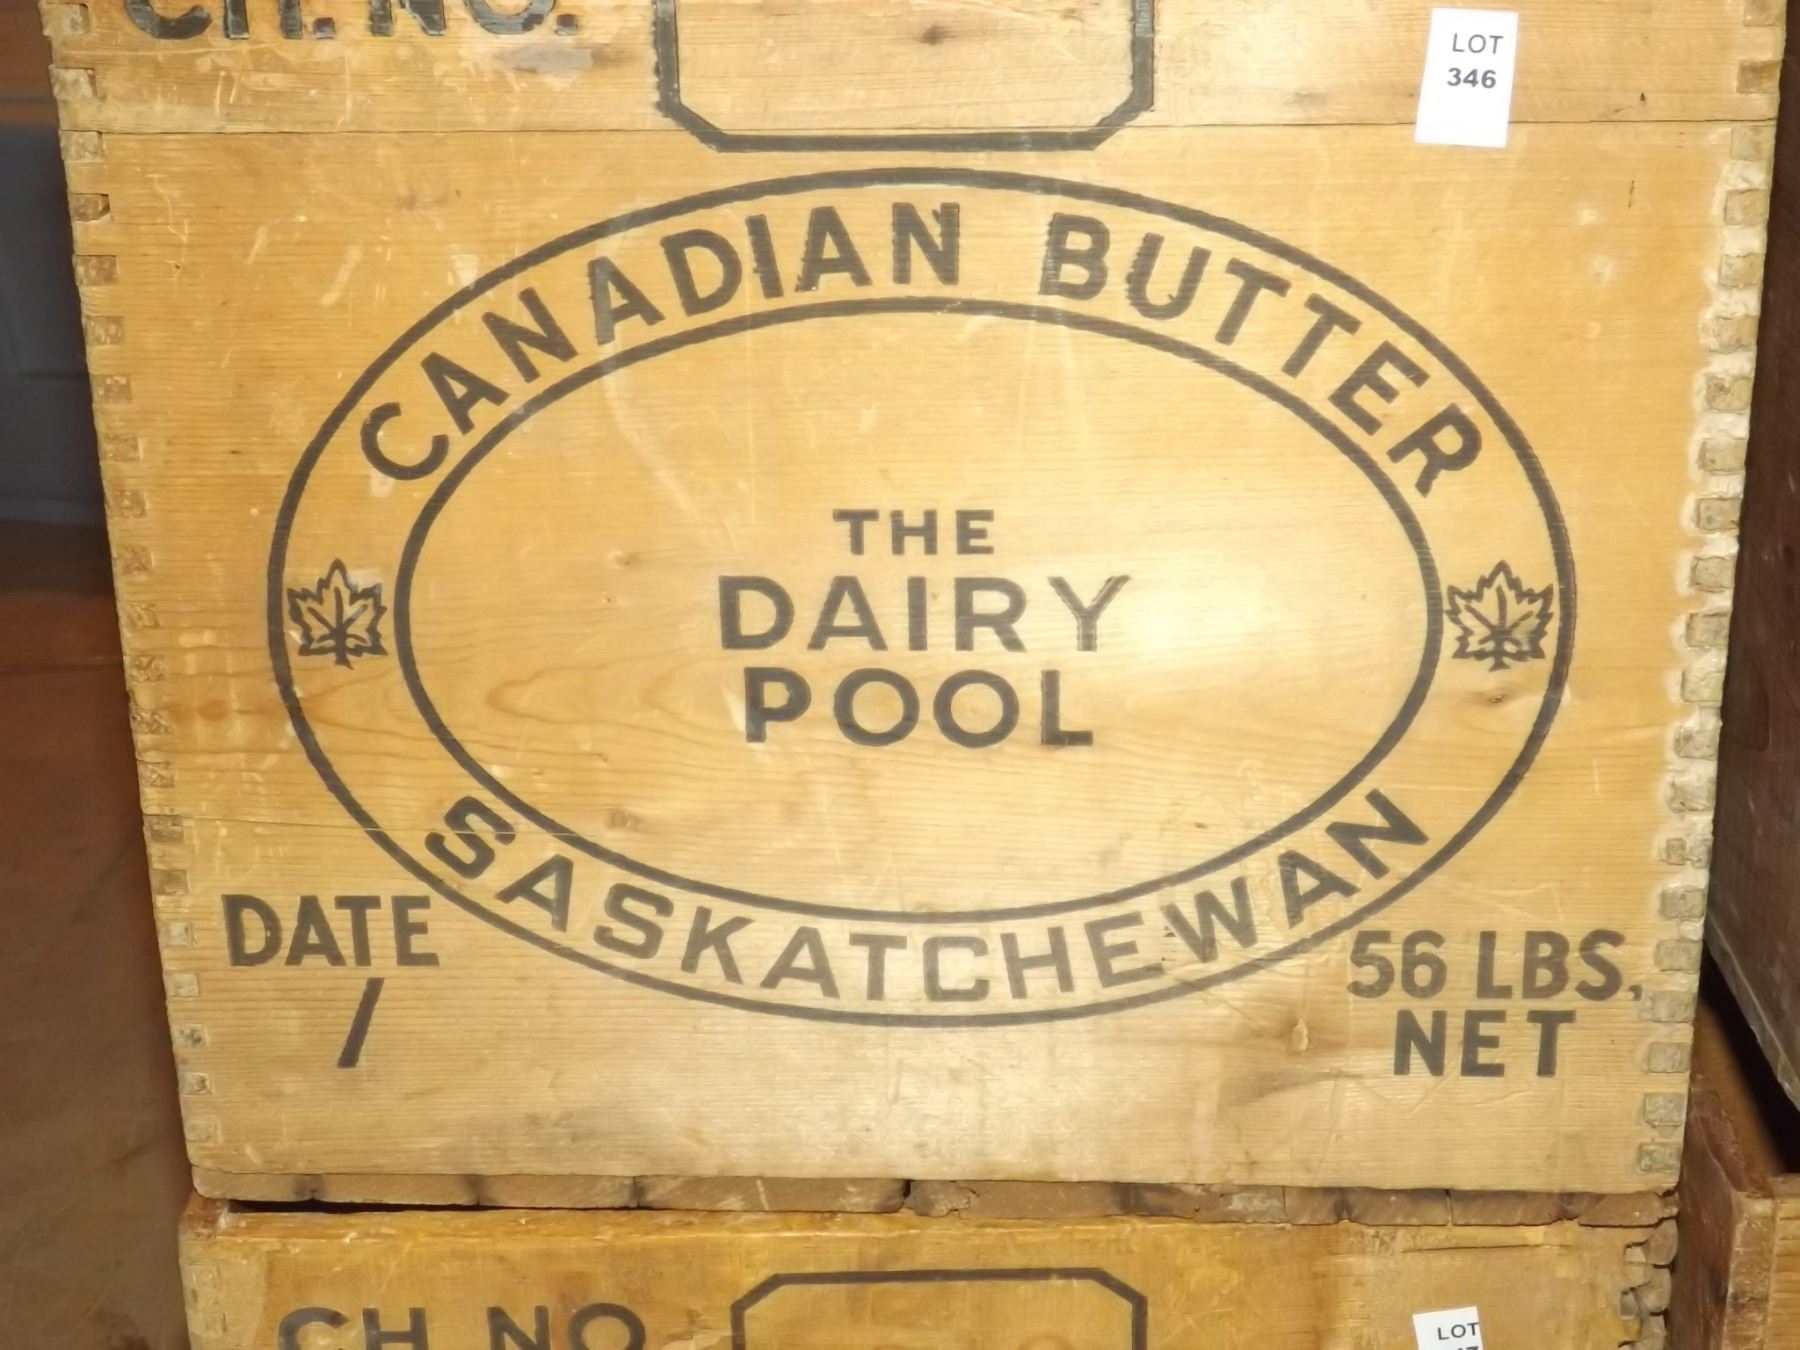 CH. NO.
LOT
346
CANADIAN BUTTER
THE
DAIRY
POOL
SASKATCHEWAN
DATE
/
56 LBS.
NET
CH. NO.
LOT